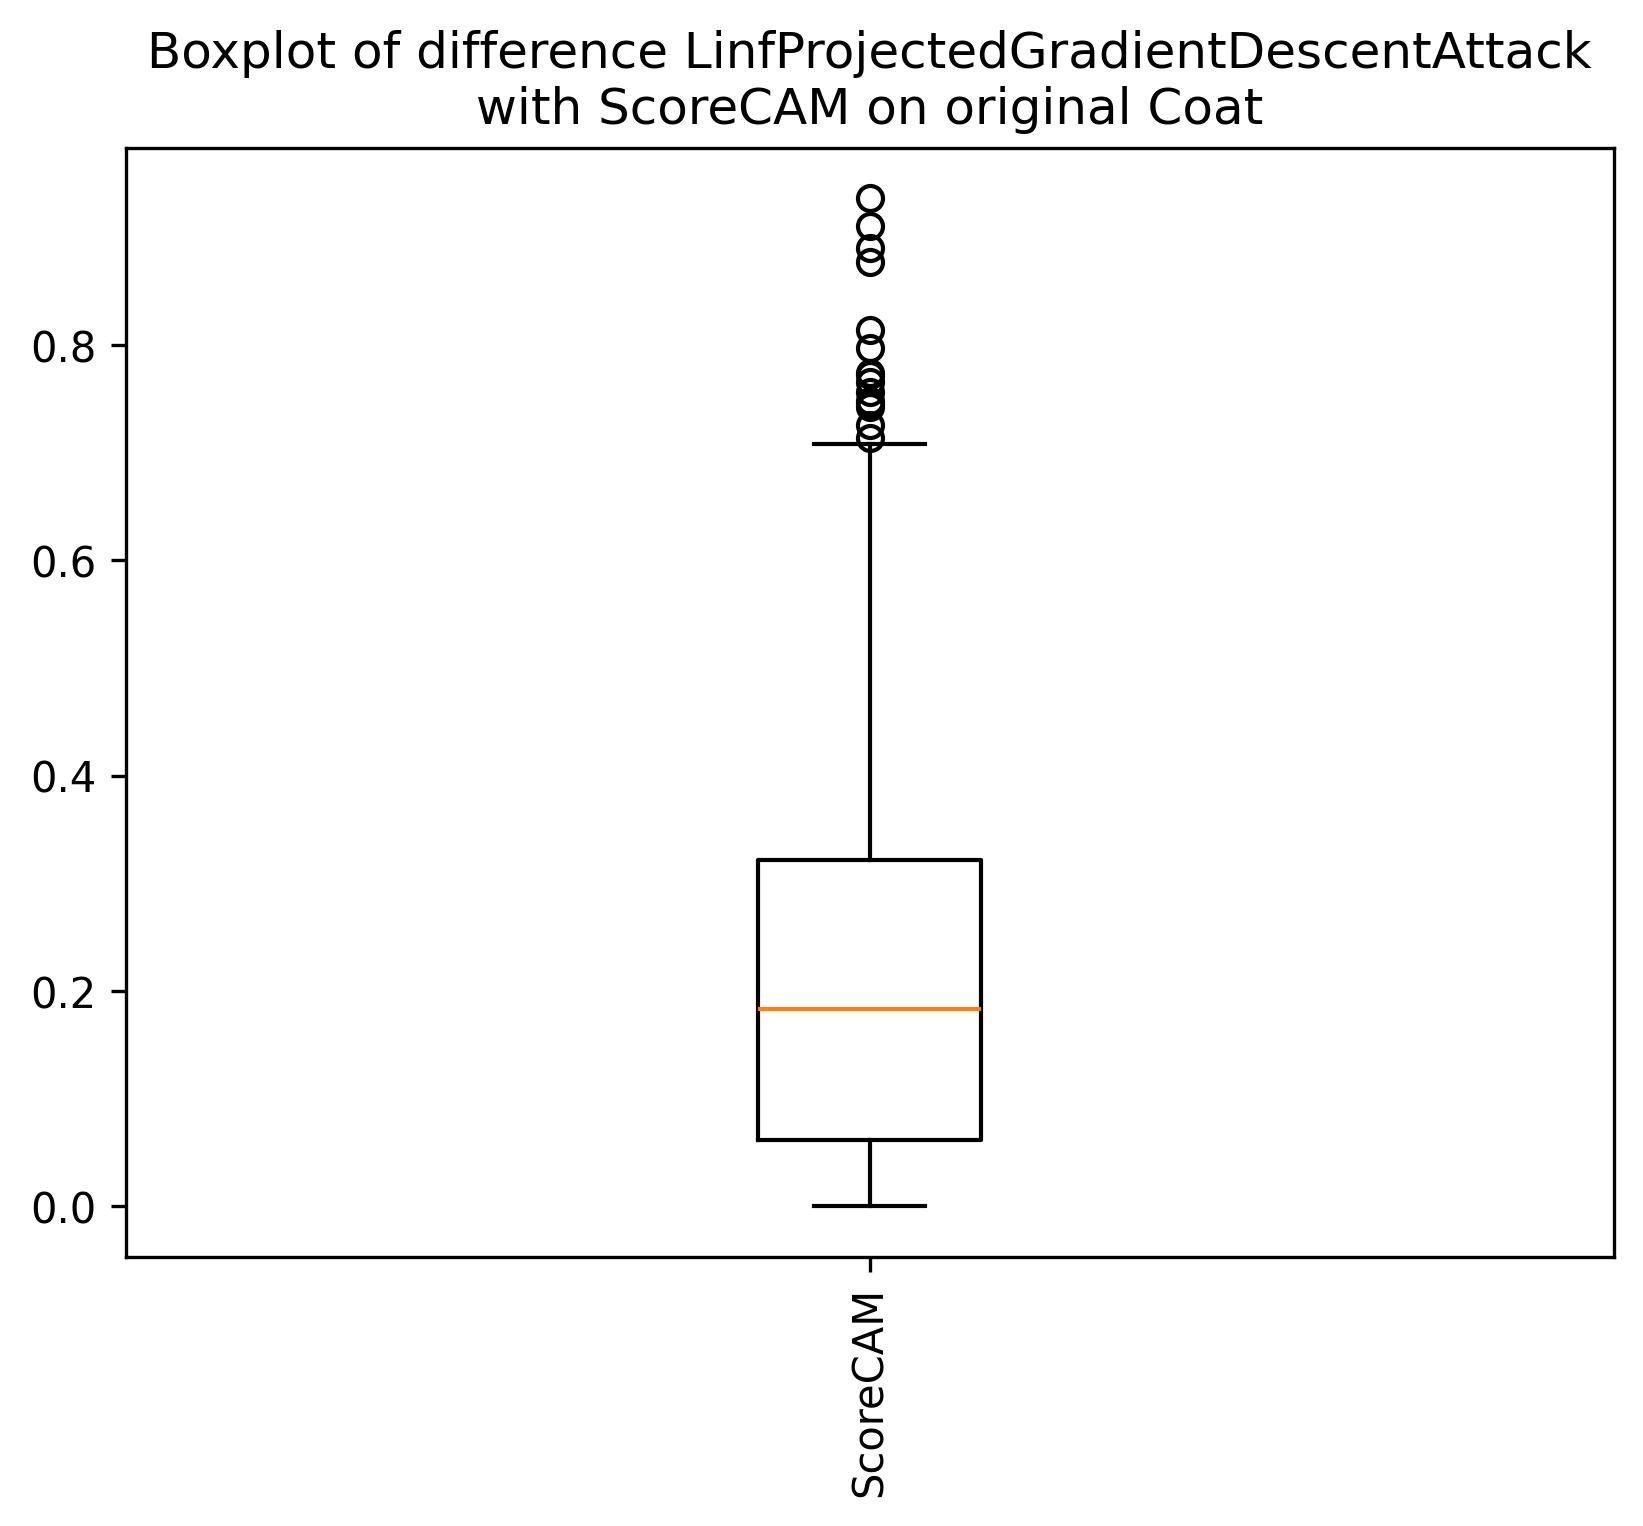 Boxplot of difference LinfProjectedGradientDescentAttack
with ScoreCAM on original Coat
0.8
0.6
0.4
0.2
0.0
ScoreCAM